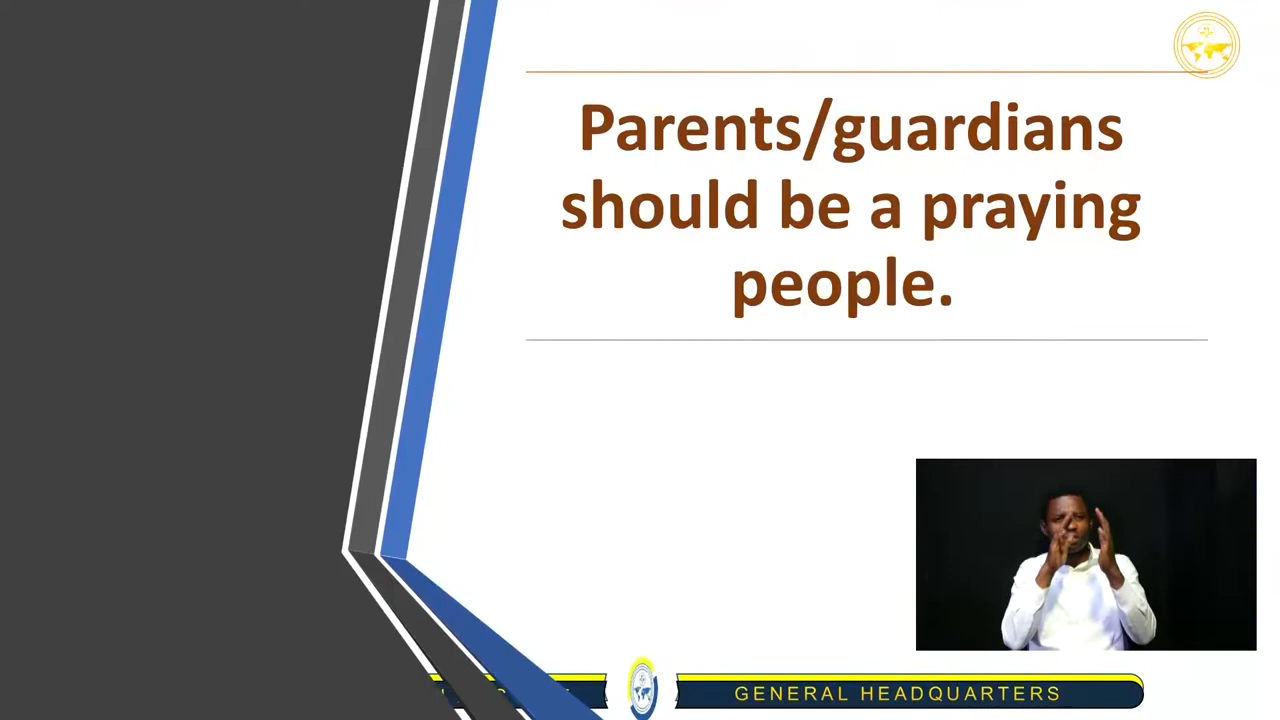 Parents/guardians
should be a praying
people.
GENERAL HEADQUARTERS